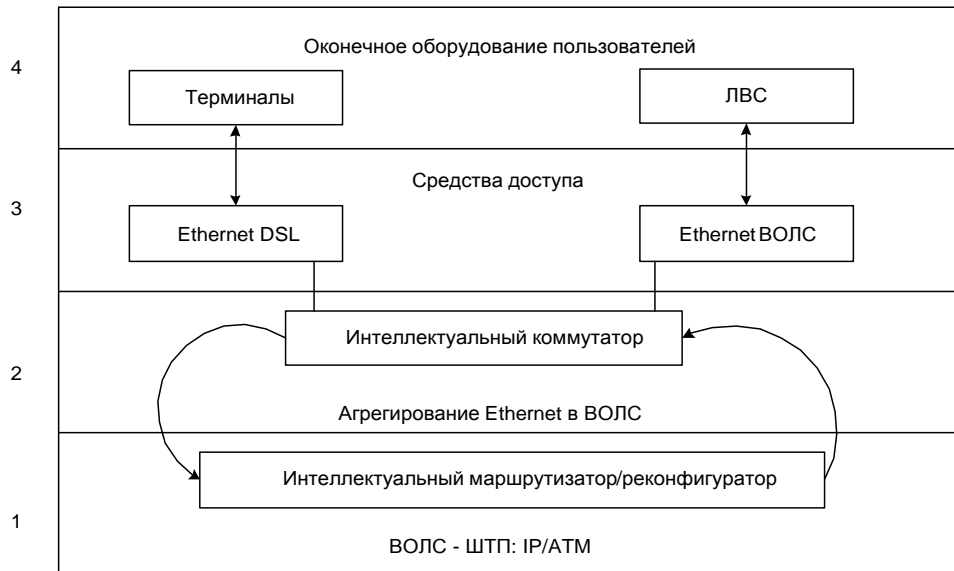 Оконечное оборудование пользователей
4
Терминалы
ЛВС
Средства доступа
3
Ethernet DSL
Ethernet ВОЛС
Интеллектуальный коммутатор
2
Агрегирование Ethernet в ВОЛС
Интеллектуальный маршрутизатор/реконфигуратор
1
ВОЛС - ШТП: IP/ATM